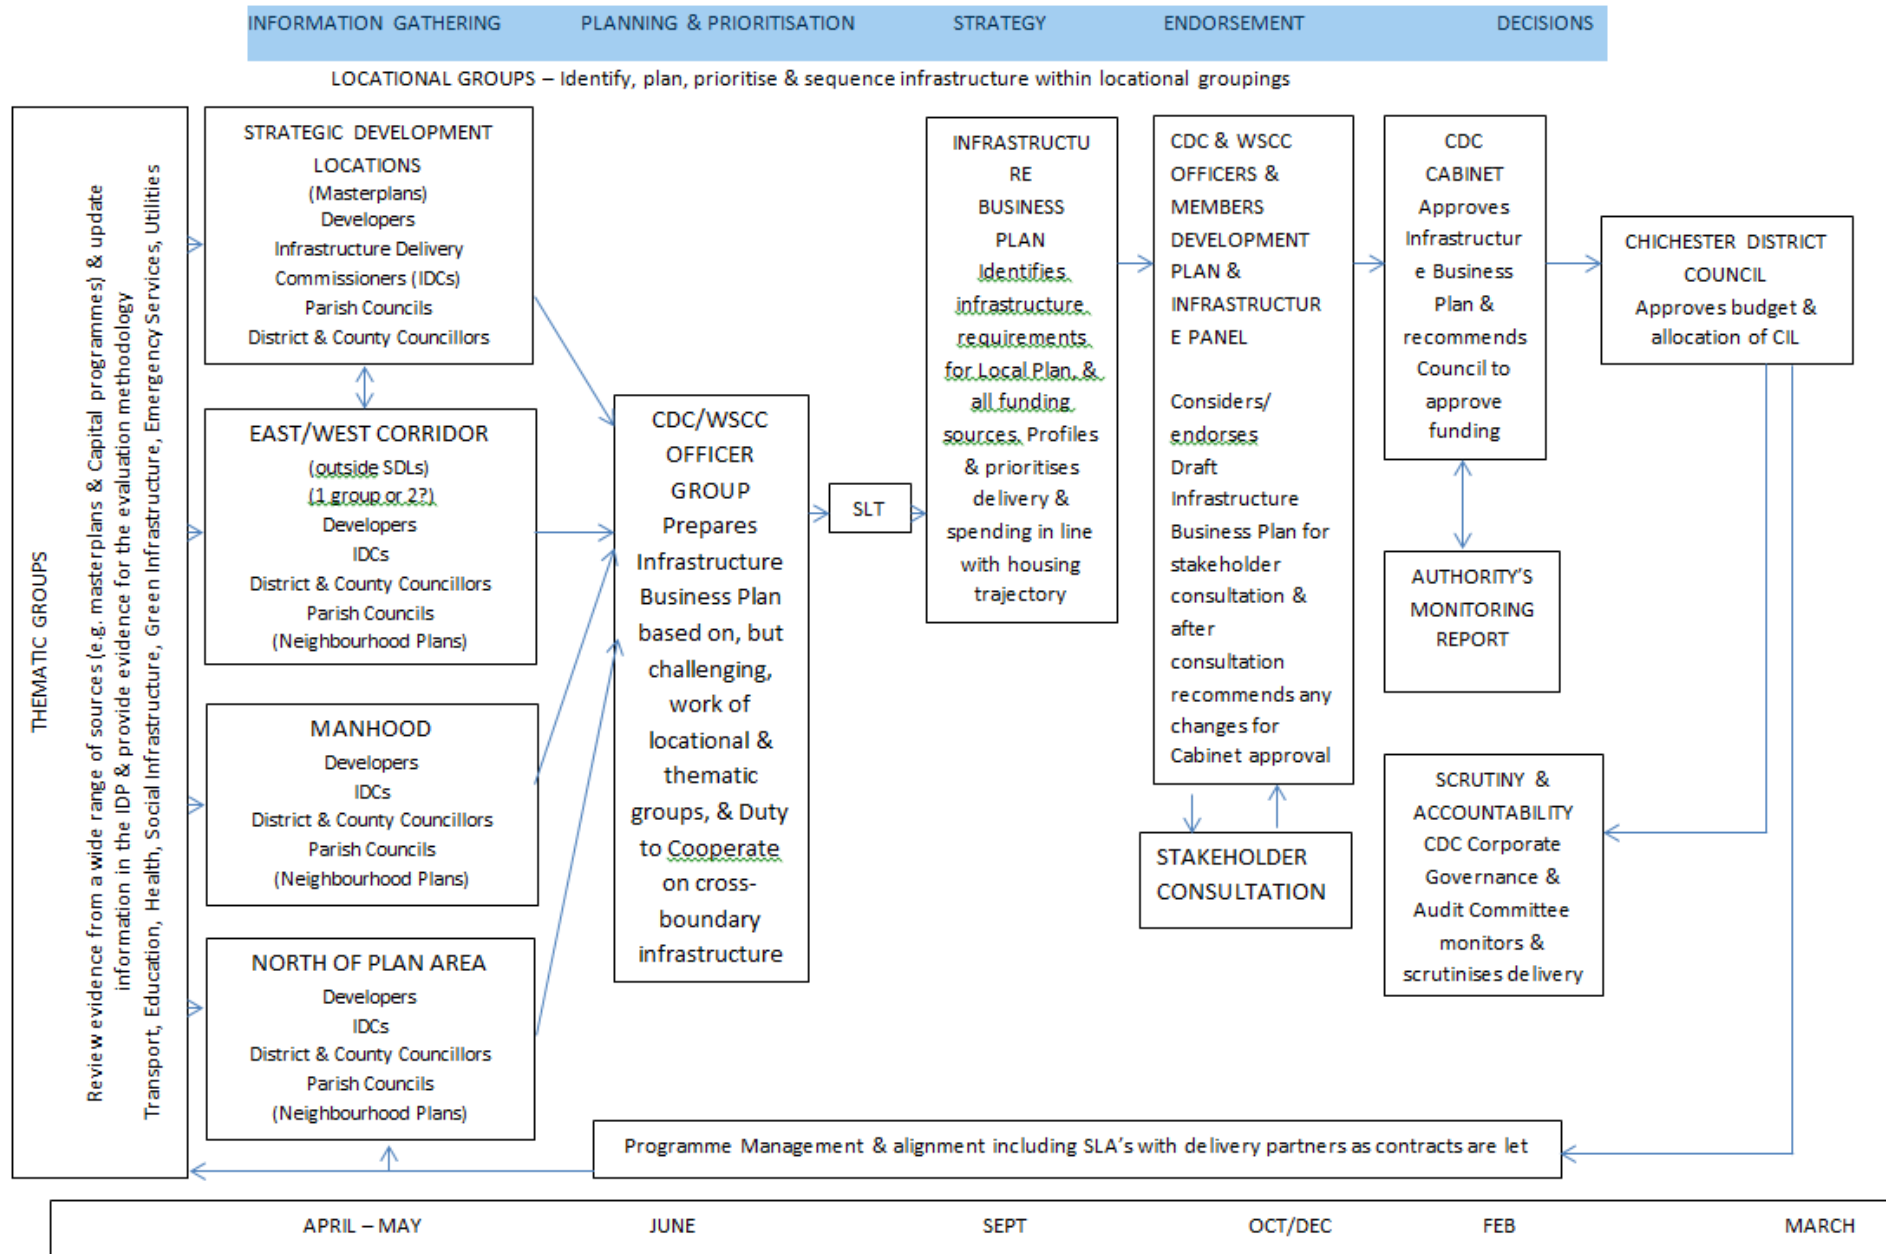 INFORMATION GATHERING PLANNING & PRIORITISATION STRATEGY ENDORSEMENT DECISIONS
LOCATIONAL GROUPS – Identify, plan, prioritise & sequence infrastructure within locational groupings
THEMATIC GROUPS
Review evidence from a wide range of sources (e.g. masterplans & Capital programmes) & update
information in the IDP & provide evidence for the evaluation methodology
Transport, Education, Health, Social Infrastructure, Green Infrastructure, Emergency Services, Utilities
STRATEGIC DEVELOPMENT
LOCATIONS
(Masterplans)
Developers
Infrastructure Delivery
Commissioners (IDCs)
Parish Councils
District & County Councillors
EAST/WEST CORRIDOR
(outside SDLs)
(1 group or 2?)
Developers
IDCs
District & County Councillors
Parish Councils
(Neighbourhood Plans)
MANHOOD
Developers
IDCs
District & County Councillors
Parish Councils
(Neighbourhood Plans)
NORTH OF PLAN AREA
Developers
IDCs
District & County Councillors
Parish Councils
(Neighbourhood Plans)
CDC/WSCC
OFFICER
GROUP
Prepares
Infrastructure
Business Plan
based on, but
challenging,
work of
locational &
thematic
groups, & Duty
to Cooperate
on cross-
boundary
infrastructure
SLT
INFRASTRUCTU
RE
BUSINESS
PLAN
Identifies
infrastructure
requirements
for Local Plan, &
all funding
sources. Profiles
& prioritises
delivery &
spending in line
with housing
trajectory
CDC & WSCC
OFFICERS &
MEMBERS
DEVELOPMENT
PLAN &
INFRASTRUCTUR
E PANEL
Considers/
endorses
Draft
Infrastructure
Business Plan for
stakeholder
consultation &
after
consultation
recommends any
changes for
Cabinet approval
STAKEHOLDER
CONSULTATION
CDC
CABINET
Approves
Infrastructur
e Business
Plan &
recommends
Council to
approve
funding
AUTHORITY'S
MONITORING
REPORT
SCRUTINY &
ACCOUNTABILITY
CDC Corporate
Governance &
Audit Committee
monitors &
scrutinises delivery
CHICHESTER DISTRICT
COUNCIL
Approves budget &
allocation of CIL
Programme Management & alignment including SLA's with delivery partners as contracts are let
APRIL – MAY JUNE SEPT OCT/DEC FEB MARCH